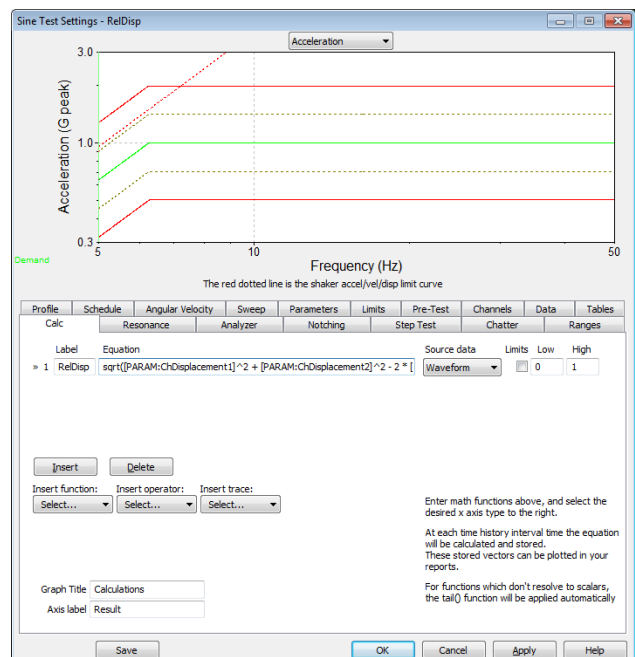 Sine Test Settings - RelDisp
Acceleration
3.0
1.0
0.3
Acceleration (G peak)
Demand
5 10 50
Frequency (Hz)
The red dotted line is the shaker accel/vel/disp limit curve
Profile Schedule Angular Velocity Sweep Parameters Limits Pre-Test Channels Data Tables
Calc Resonance Analyzer Notching Step Test Chatter Ranges
Label Equation Source data Limits Low High
» 1 RelDisp sqrt([PARAM:ChDisplacement1]^2 + [PARAM:ChDisplacement2]^2 - 2 * [ Waveform 0 1
Insert Delete
Insert function: Insert operator: Insert trace:
Select... Select... Select...
Enter math functions above, and select the
desired x axis type to the right.
At each time history interval time the equation
will be calculated and stored.
These stored vectors can be plotted in your
reports.
For functions which don't resolve to scalars,
the tail() function will be applied automatically
Graph Title Calculations
Axis label Result
Save OK Cancel Apply Help